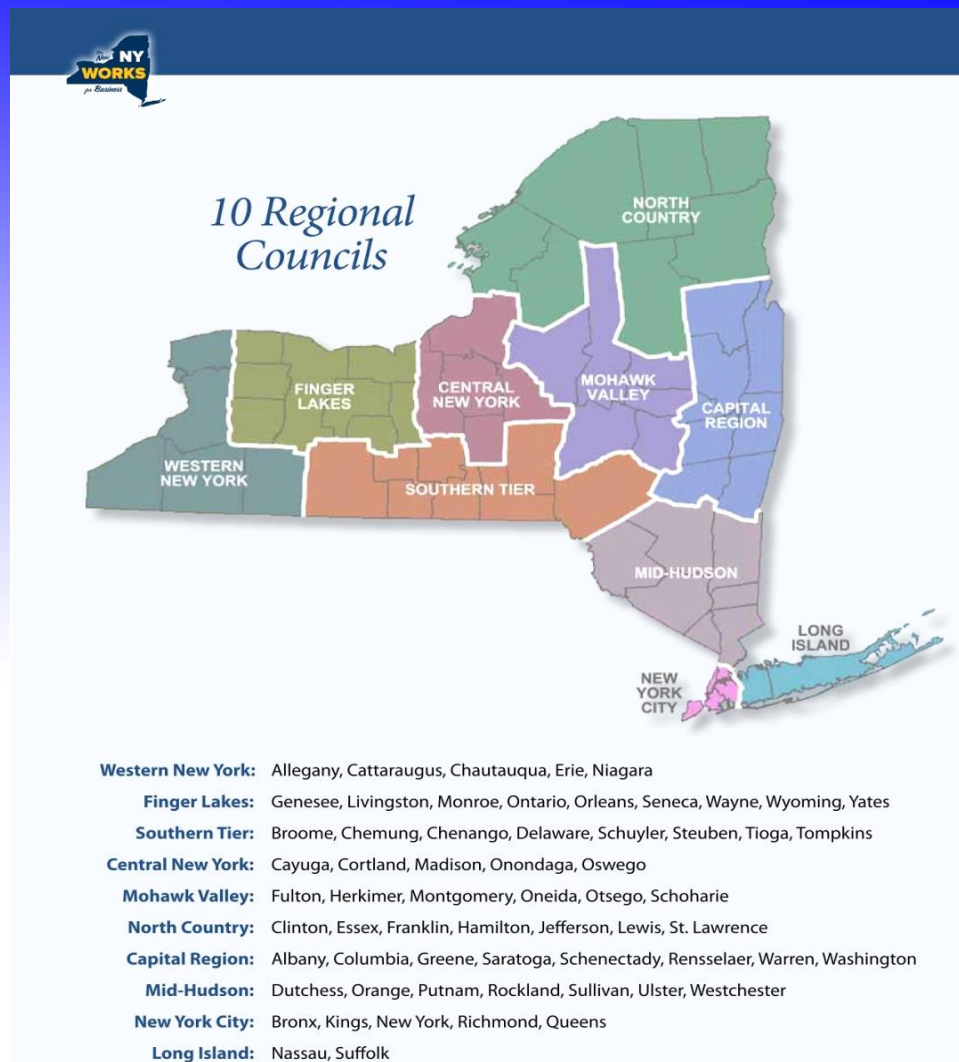 The New NY
WORKS
for Business
10 Regional
Councils
NORTH
COUNTRY
FINGER
LAKES
CENTRAL
NEW YORK
MOHAWK
VALLEY
CAPITAL
REGION
WESTERN
NEW YORK
SOUTHERN TIER
MID-HUDSON
LONG
ISLAND
NEW
YORK
CITY
Western New York: Allegany, Cattaraugus, Chautauqua, Erie, Niagara
Finger Lakes: Genesee, Livingston, Monroe, Ontario, Orleans, Seneca, Wayne, Wyoming, Yates
Southern Tier: Broome, Chemung, Chenango, Delaware, Schuyler, Steuben, Tioga, Tompkins
Central New York: Cayuga, Cortland, Madison, Onondaga, Oswego
Mohawk Valley: Fulton, Herkimer, Montgomery, Oneida, Otsego, Schoharie
North Country: Clinton, Essex, Franklin, Hamilton, Jefferson, Lewis, St. Lawrence
Capital Region: Albany, Columbia, Greene, Saratoga, Schenectady, Rensselaer, Warren, Washington
Mid-Hudson: Dutchess, Orange, Putnam, Rockland, Sullivan, Ulster, Westchester
New York City: Bronx, Kings, New York, Richmond, Queens
Long Island: Nassau, Suffolk